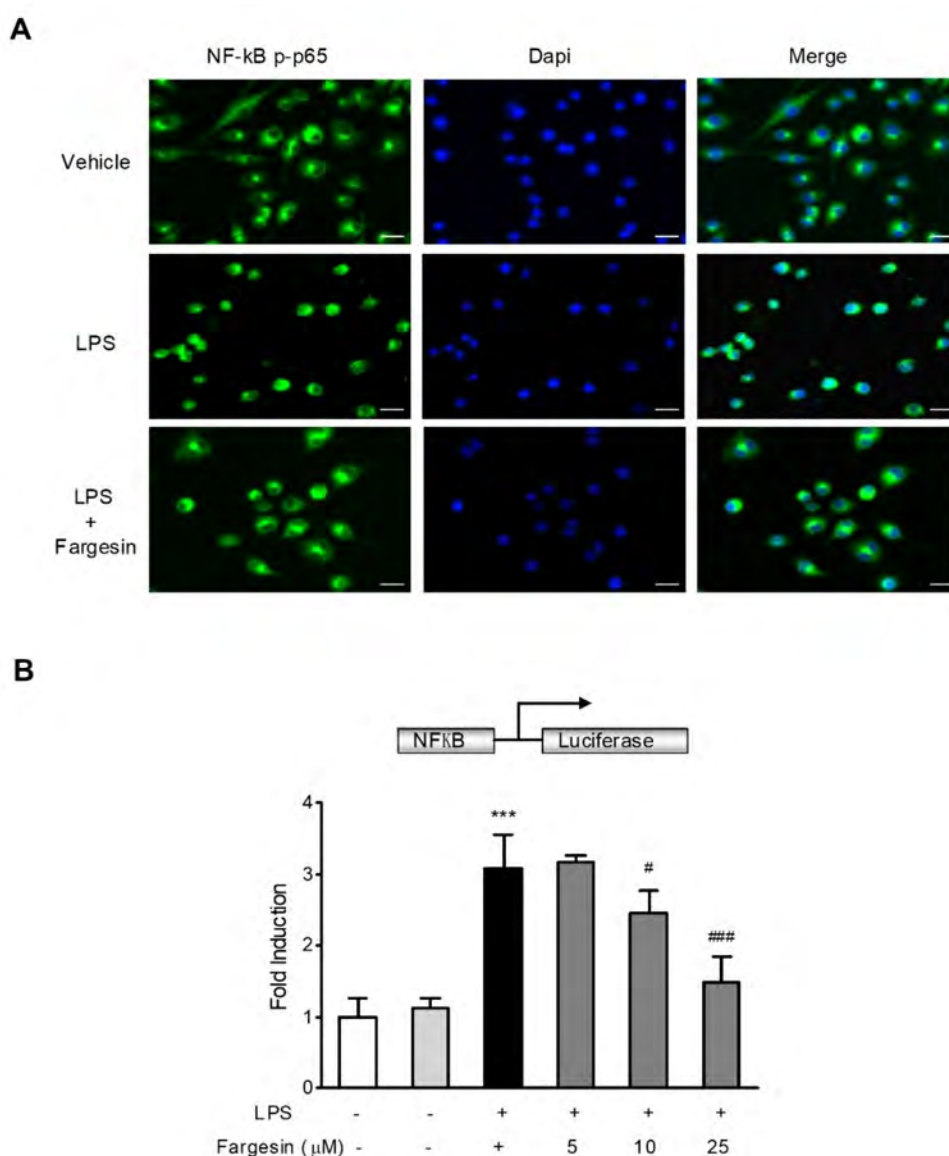 A
NF-kB p-p65 Dapi Merge
Vehicle
LPS
LPS
+
Fargesin
B
NFKB Luciferase
4
***
3
#
###
2
1
0
Fold Induction
LPS - - + + + +
Fargesin (μM) - - + 5 10 25